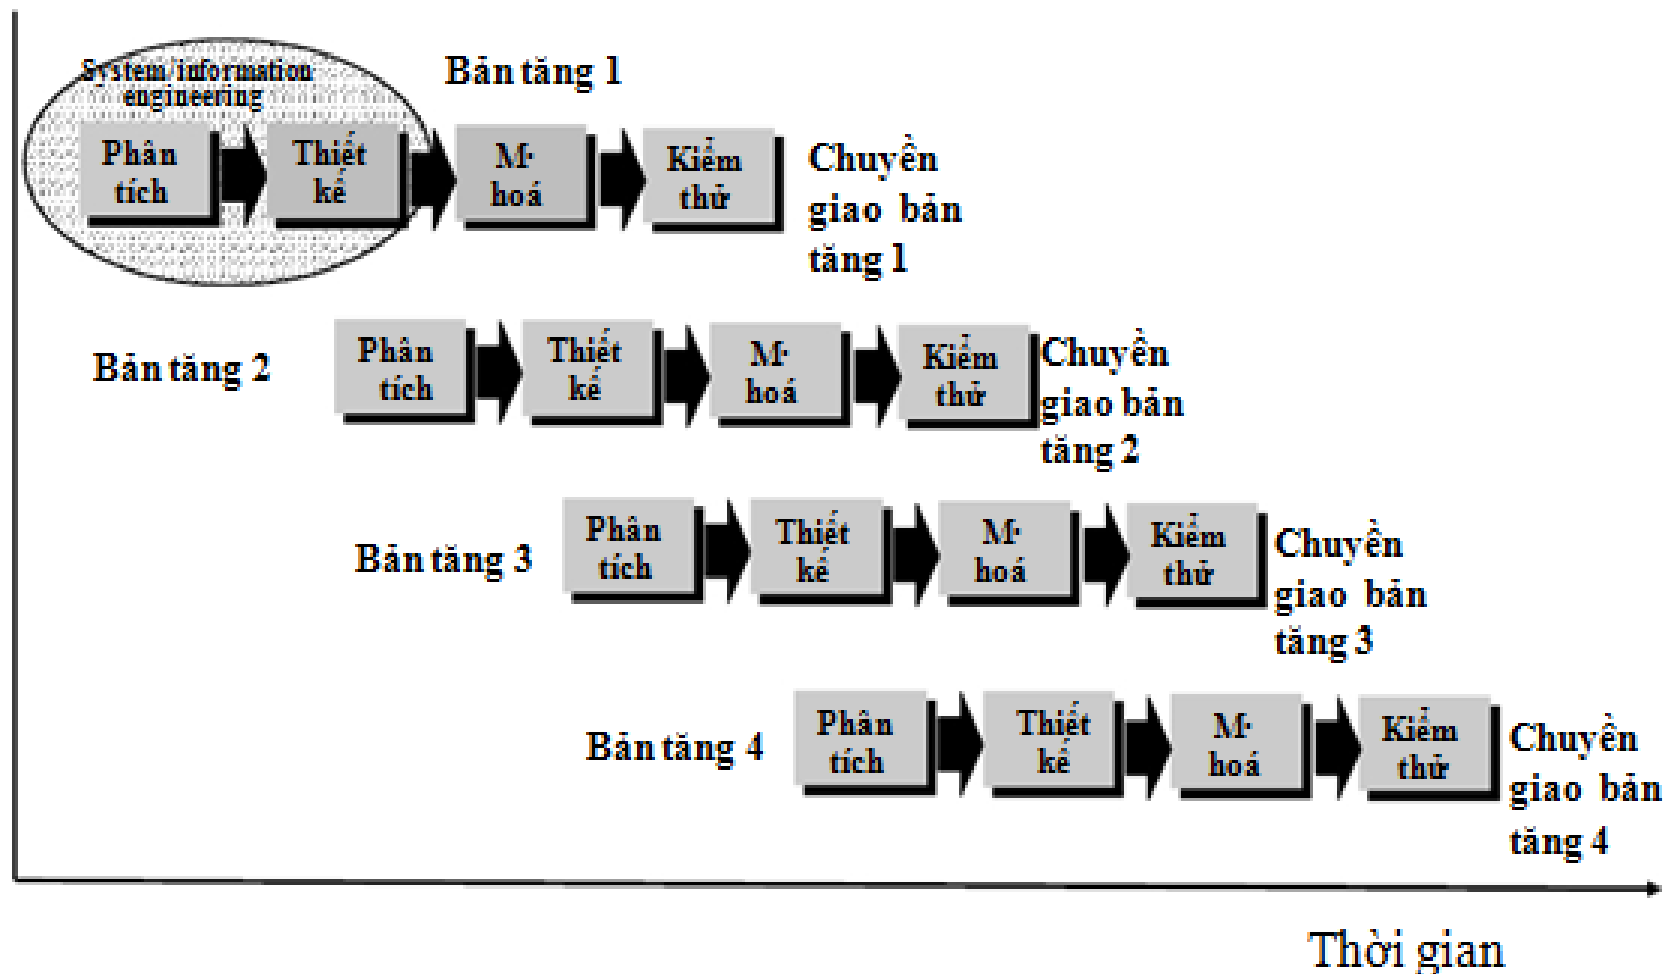 System/information
engineering
Bản tăng 1
Phân
tích
Thiết
kế
M·
hoá
Kiểm
thử
Chuyển
giao bản
tăng 1
Bản tăng 2
Phân
tích
Thiết
kế
M·
hoá
Kiểm
thử
Chuyển
giao bản
tăng 2
Bản tăng 3
Phân
tích
Thiết
kế
M·
hoá
Kiểm
thử
Chuyển
giao bản
tăng 3
Bản tăng 4
Phân
tích
Thiết
kế
M·
hoá
Kiểm
thử
Chuyển
giao bản
tăng 4
Thời gian